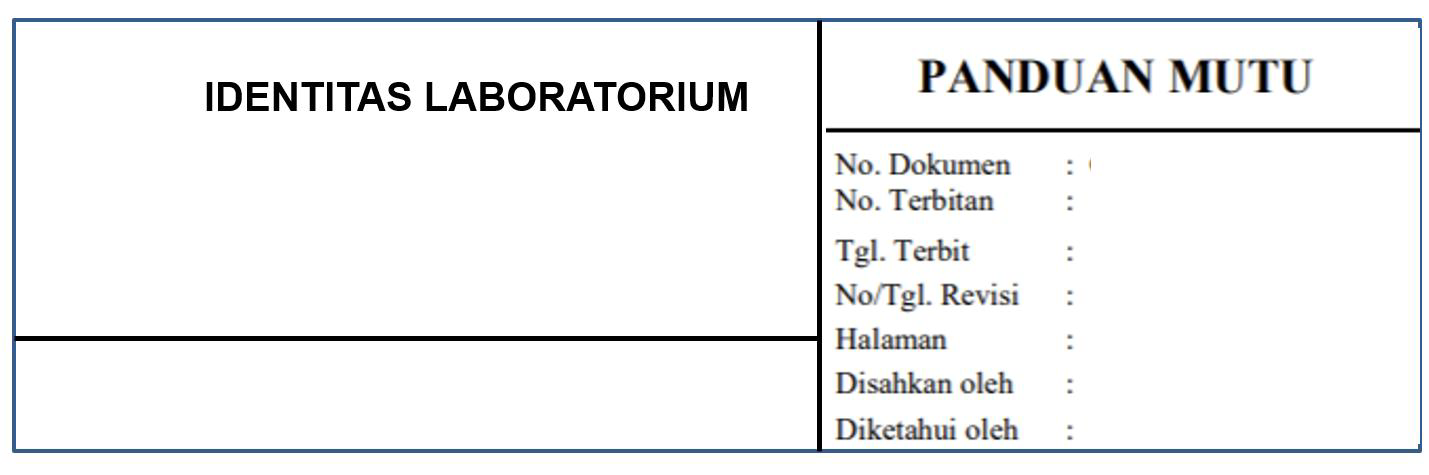 IDENTITAS LABORATORIUM
PANDUAN MUTU
No. Dokumen :
No. Terbitan :
Tgl. Terbit :
No/Tgl. Revisi :
Halaman :
Disahkan oleh :
Diketahui oleh :